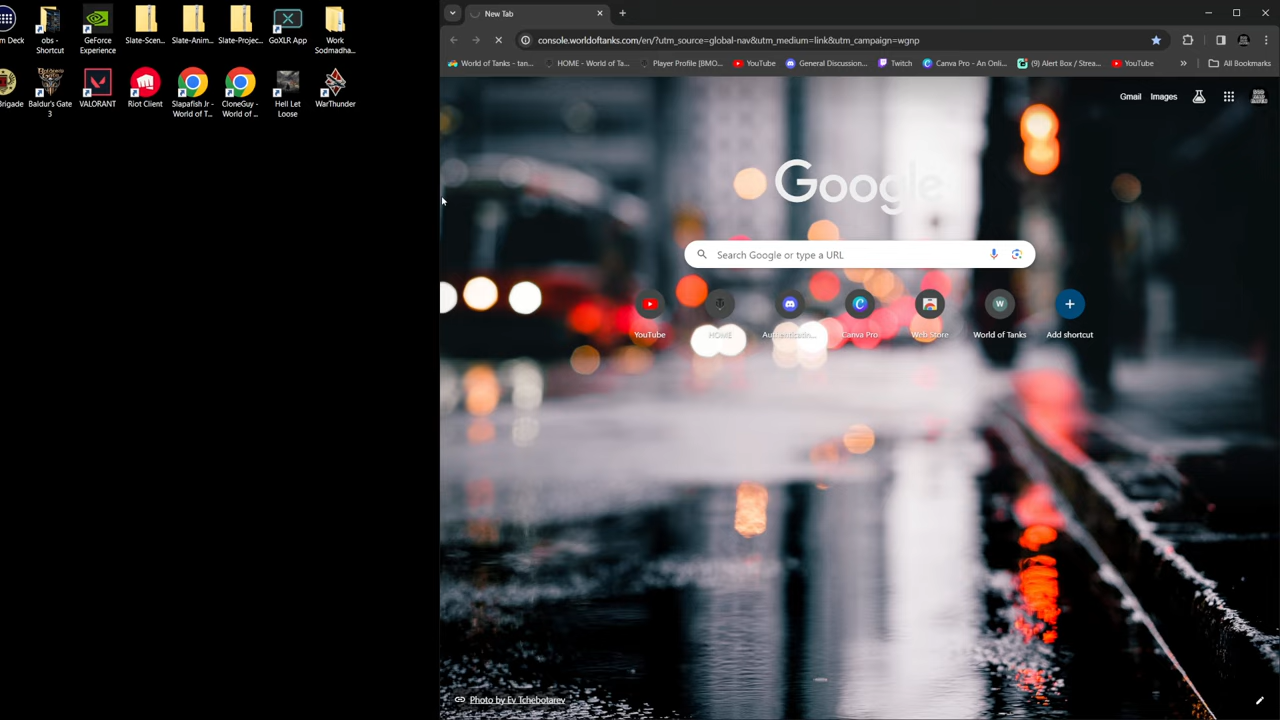 m Deck
obs - Shortcut
GeForce Experience
Slate-Scen...
Slate-Anim...
Slate-Projec...
GoXLR App
Work Sodmadha...
Brigade
Baldur's Gate 3
VALORANT
Riot Client
Slapafish Jr - World of T...
CloneGuy - World of ...
Hell Let Loose
WarThunder
New Tab
console.worldoftanks.com/en/?utm_source=global-nav&utm_medium=link&utm_campaign=wgnp
World of Tanks - tan...
HOME - World of Ta...
Player Profile [BMO...
YouTube
General Discussion...
Twitch
Canva Pro - An Onli...
(9) Alert Box / Strea...
YouTube
All Bookmarks
Gmail
Images
Google
Search Google or type a URL
YouTube
HOME
Authenticatin...
Canva Pro
Web Store
World of Tanks
Add shortcut
Photo by Ev Tchebotarev